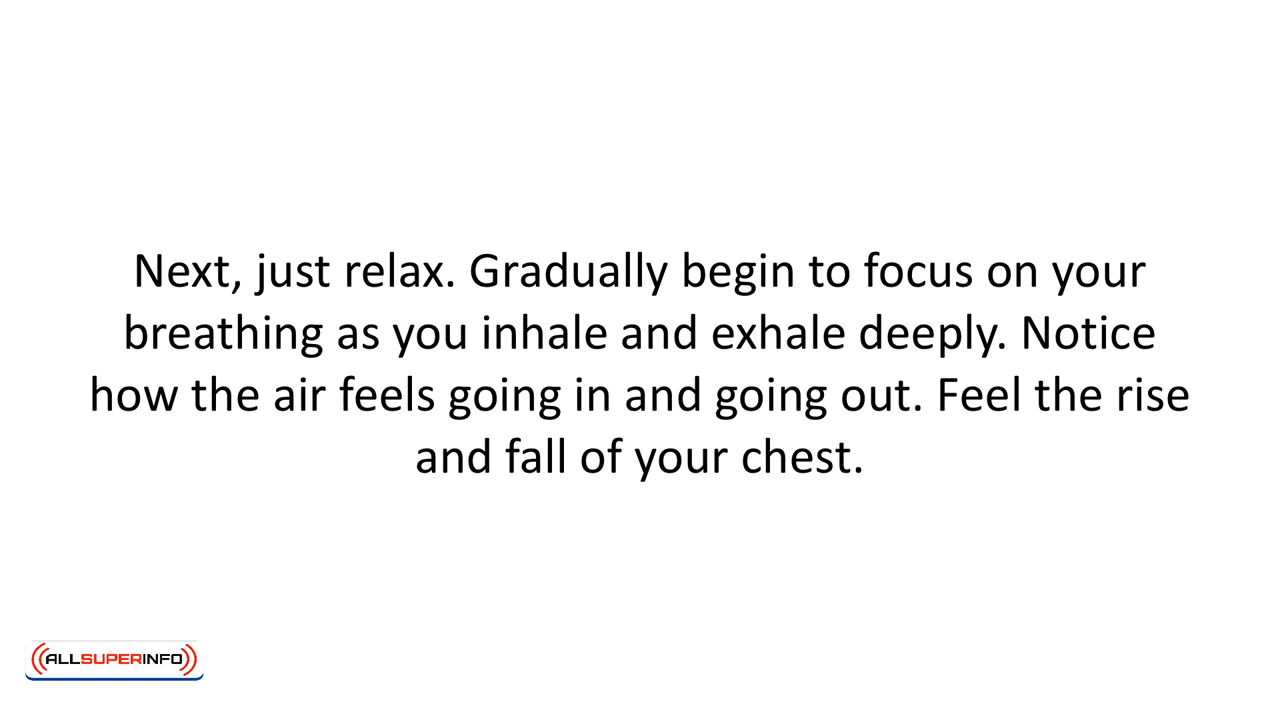 Next, just relax. Gradually begin to focus on your
breathing as you inhale and exhale deeply. Notice
how the air feels going in and going out. Feel the rise
and fall of your chest.
ALLSUPERINFO